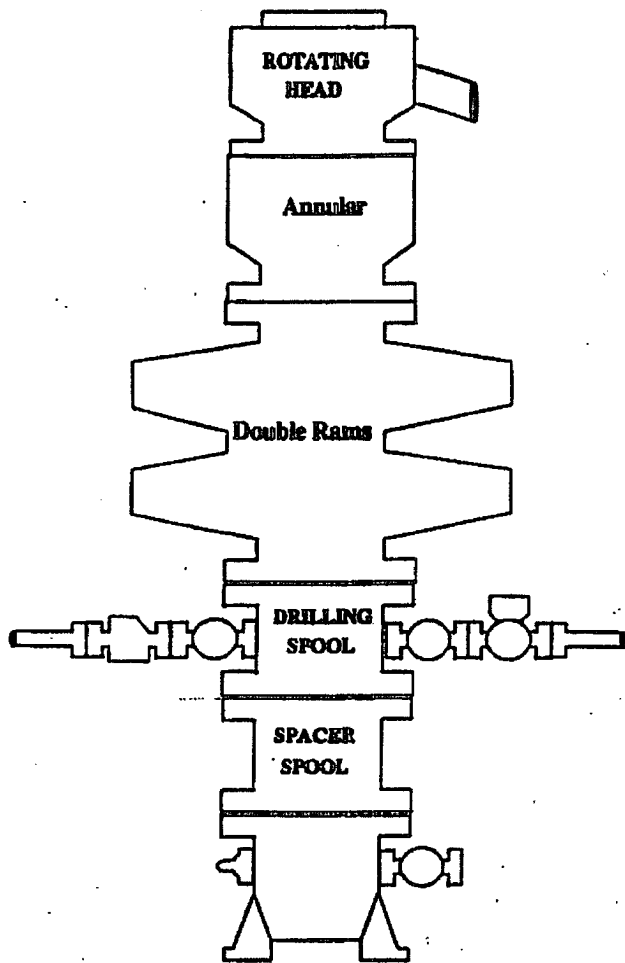 ROTATING
HEAD
Annular
Double Rams
DRILLING
SPOOL
SPACER
SPOOL